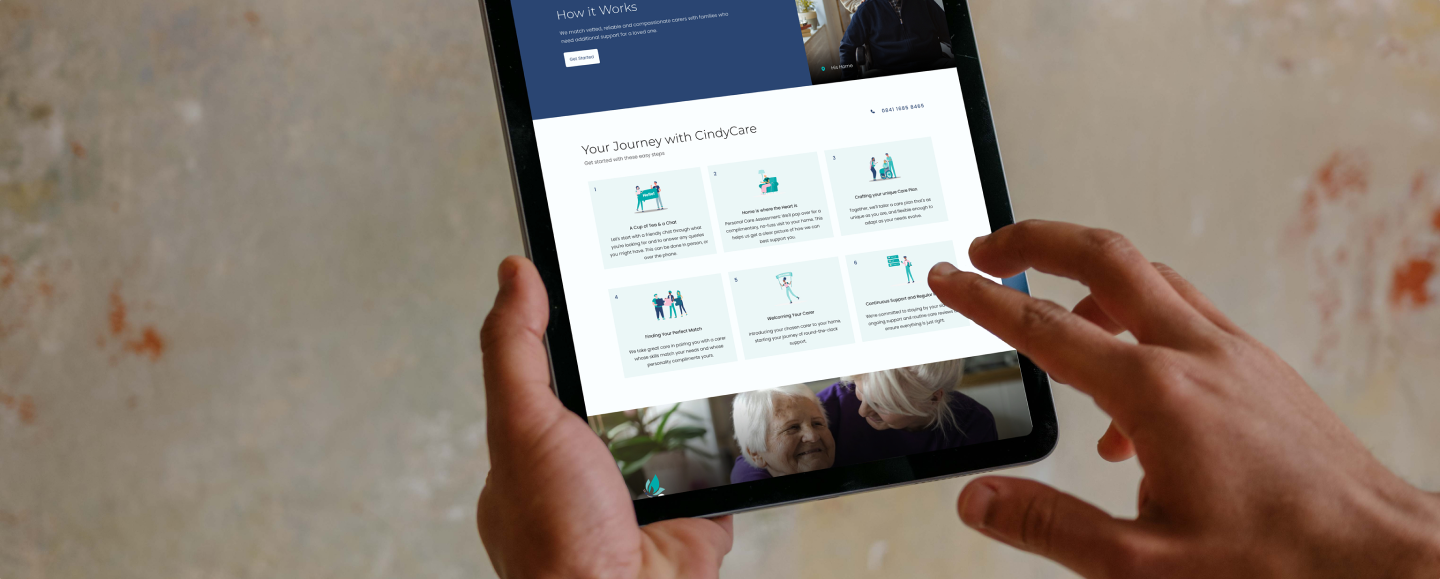 How it Works
We match vetted, reliable and compassionate carers with families who
need additional support for a loved one.
Get Started
His Home
0541 1589 8465
Your Journey with CindyCare
Get started with these easy steps
1
A Cup of Tea & a Chat
Let's start with a friendly chat through what
you're looking for and to answer any queries
you might have. This can be done in person, or
over the phone.
2
Home is where the Heart is
Personal Care Assessment: We'll pop over for a
complimentary, no-fuss visit to your home. This
helps us get a clear picture of how we can
best support you.
3
Crafting your unique Care Plan
Together, we'll tailor a care plan that's as
unique as you are, and flexible enough to
adapt as your needs evolve.
4
Finding Your Perfect Match
We take great care in pairing you with a carer
whose skills match your needs and whose
personality compliments yours.
5
Welcoming Your Carer
Introducing your chosen carer to your home,
starting your journey of round-the-clock
support.
6
Continuous Support and Regular
We're committed to staying by your
ongoing support and routine care reviews
ensure everything is just right.